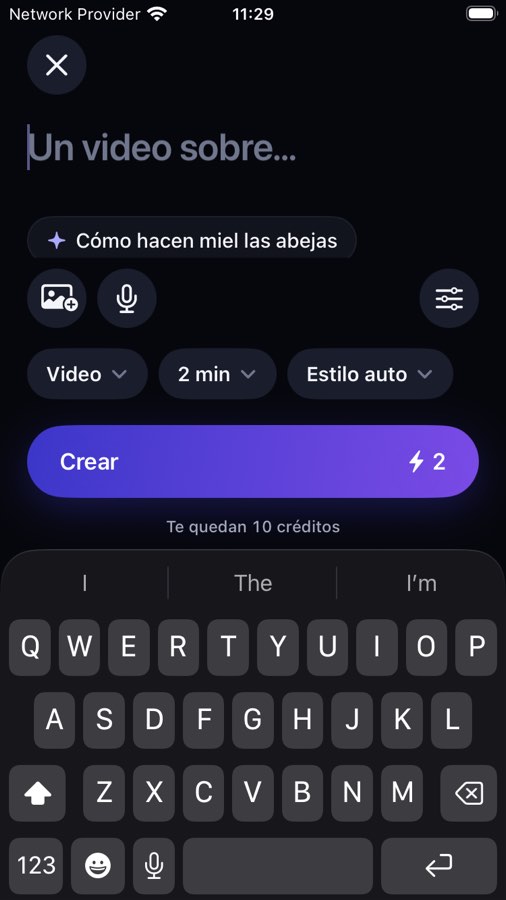 Network Provider 11:29
Un video sobre...
Cómo hacen miel las abejas
Video 2 min Estilo auto
Crear 2
Te quedan 10 créditos
I The I'm
Q W E R T Y U I O P
A S D F G H J K L
Z X C V B N M
123